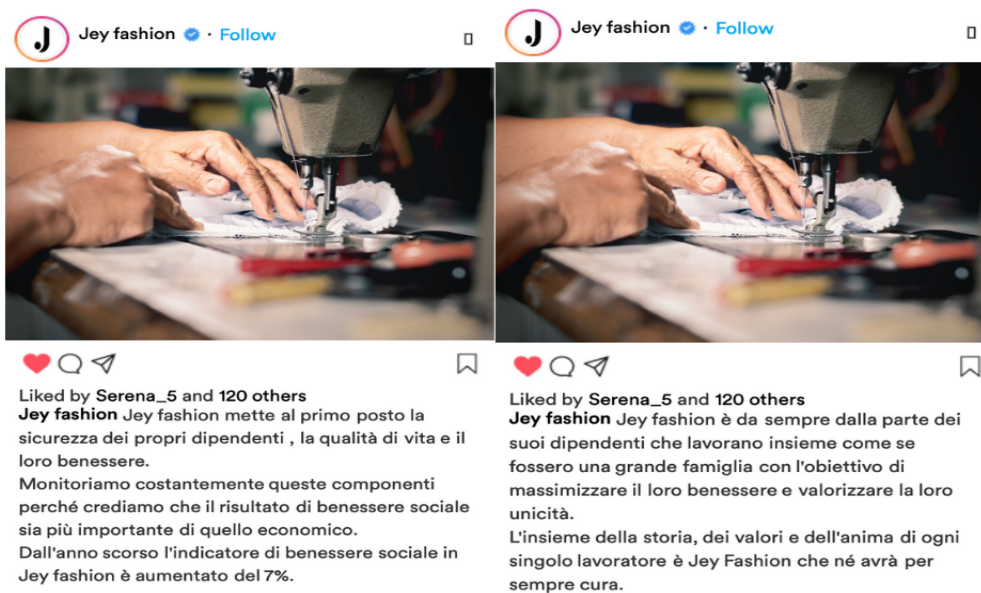 Jey fashion · Follow
Liked by Serena_5 and 120 others
Jey fashion Jey fashion mette al primo posto la
sicurezza dei propri dipendenti , la qualità di vita e il
loro benessere.
Monitoriamo costantemente queste componenti
perché crediamo che il risultato di benessere sociale
sia più importante di quello economico.
Dall'anno scorso l'indicatore di benessere sociale in
Jey fashion è aumentato del 7%.
Jey fashion · Follow
Liked by Serena_5 and 120 others
Jey fashion Jey fashion è da sempre dalla parte dei
suoi dipendenti che lavorano insieme come se
fossero una grande famiglia con l'obiettivo di
massimizzare il loro benessere e valorizzare la loro
unicità.
L'insieme della storia, dei valori e dell'anima di ogni
singolo lavoratore è Jey Fashion che né avrà per
sempre cura.